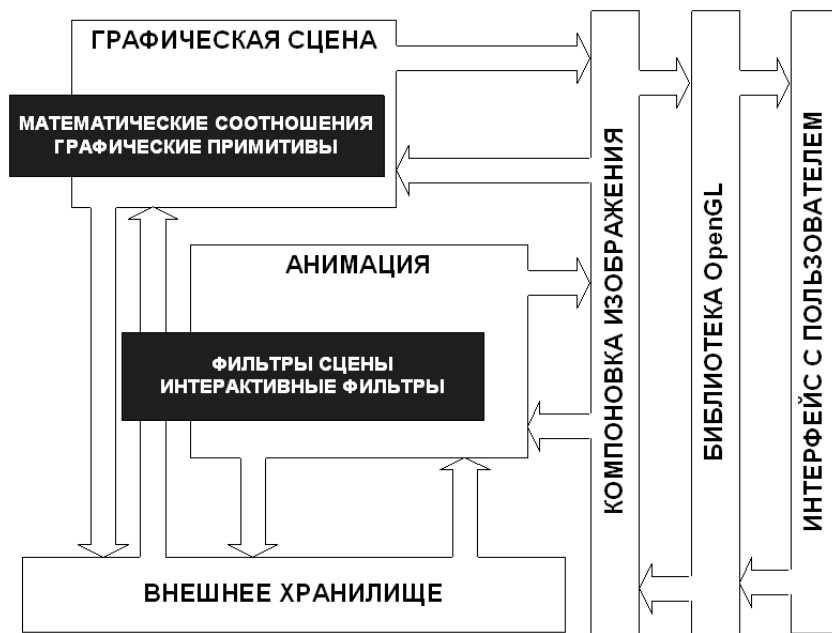 ГРАФИЧЕСКАЯ СЦЕНА
МАТЕМАТИЧЕСКИЕ СООТНОШЕНИЯ
ГРАФИЧЕСКИЕ ПРИМИТИВЫ
АНИМАЦИЯ
ФИЛЬТРЫ СЦЕНЫ
ИНТЕРАКТИВНЫЕ ФИЛЬТРЫ
ВНЕШНЕЕ ХРАНИЛИЩЕ
КОМПОНОВКА ИЗОБРАЖЕНИЯ
БИБЛИОТЕКА OpenGL
ИНТЕРФЕЙС С ПОЛЬЗОВАТЕЛЕМ